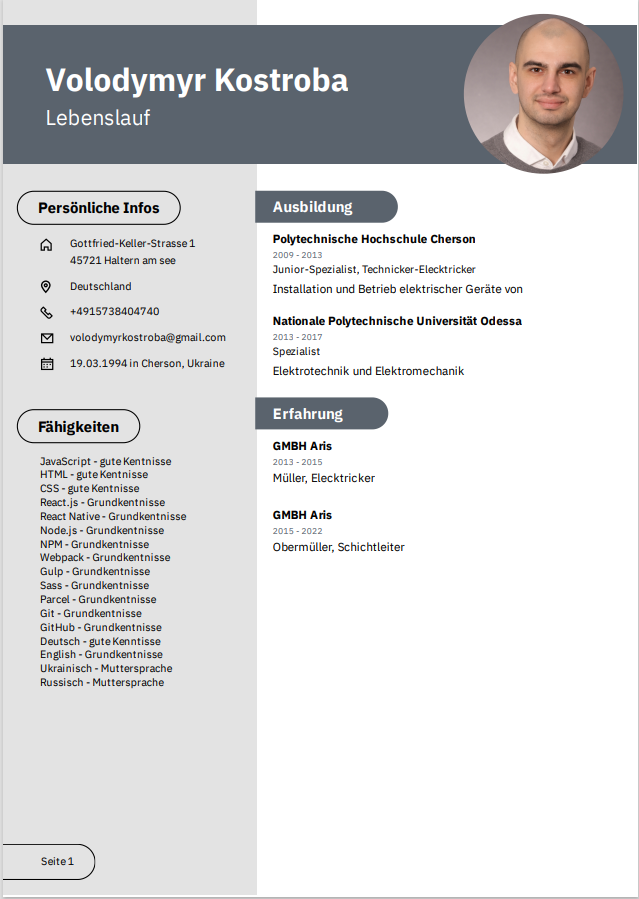 Volodymyr Kostroba
Lebenslauf
Persönliche Infos
Gottfried-Keller-Strasse 1
45721 Haltern am see
Deutschland
+4915738404740
volodymyrkostroba@gmail.com
19.03.1994 in Cherson, Ukraine
Fähigkeiten
JavaScript - gute Kentnisse
HTML - gute Kentnisse
CSS - gute Kentnisse
React.js - Grundkentnisse
React Native - Grundkentnisse
Node.js - Grundkentnisse
NPM - Grundkentnisse
Webpack - Grundkentnisse
Gulp - Grundkentnisse
Sass - Grundkentnisse
Parcel - Grundkentnisse
Git - Grundkentnisse
GitHub - Grundkentnisse
Deutsch - gute Kenntisse
English - Grundkentnisse
Ukrainisch - Muttersprache
Russisch - Muttersprache
Seite 1
Ausbildung
Polytechnische Hochschule Cherson
2009 - 2013
Junior-Spezialist, Technicker-Elecktricker
Installation und Betrieb elektrischer Geräte von
Nationale Polytechnische Universität Odessa
2013 - 2017
Spezialist
Elektrotechnik und Elektromechanik
Erfahrung
GMBH Aris
2013 - 2015
Müller, Elecktricker
GMBH Aris
2015 - 2022
Obermüller, Schichtleiter